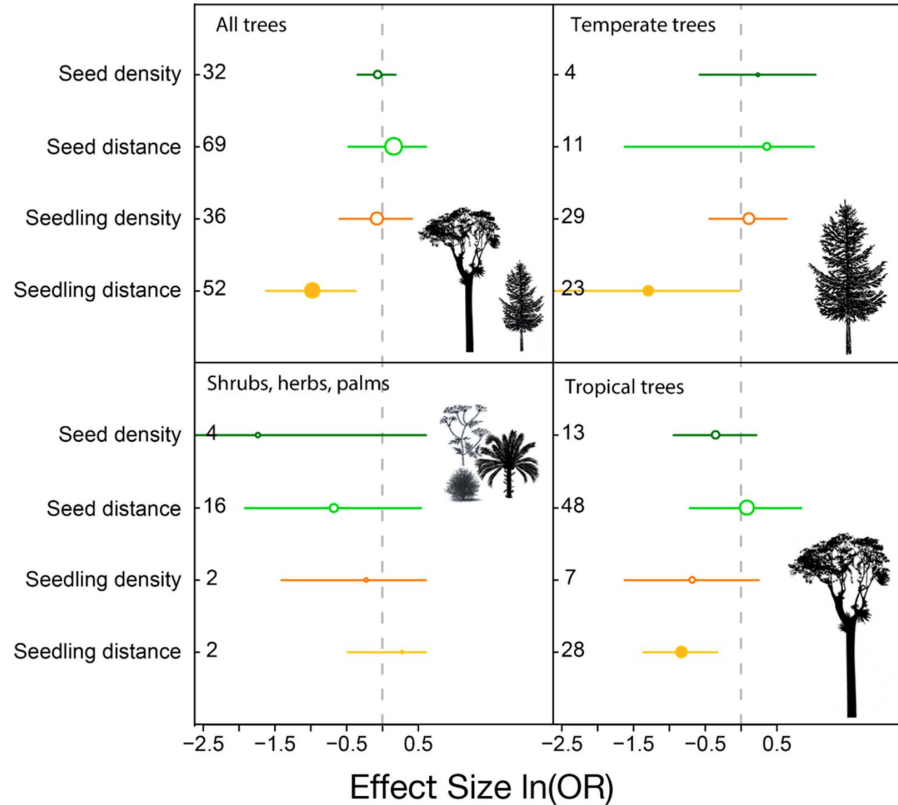 All trees
Temperate trees
Seed density 32 4
Seed distance 69 11
Seedling density 36 29
Seedling distance 52 23
Shrubs, herbs, palms
Tropical trees
Seed density 4 13
Seed distance 16 48
Seedling density 2 7
Seedling distance 2 28
−2.5 −1.5 −0.5 0.5 −2.5 −1.5 −0.5 0.5
Effect Size ln(OR)